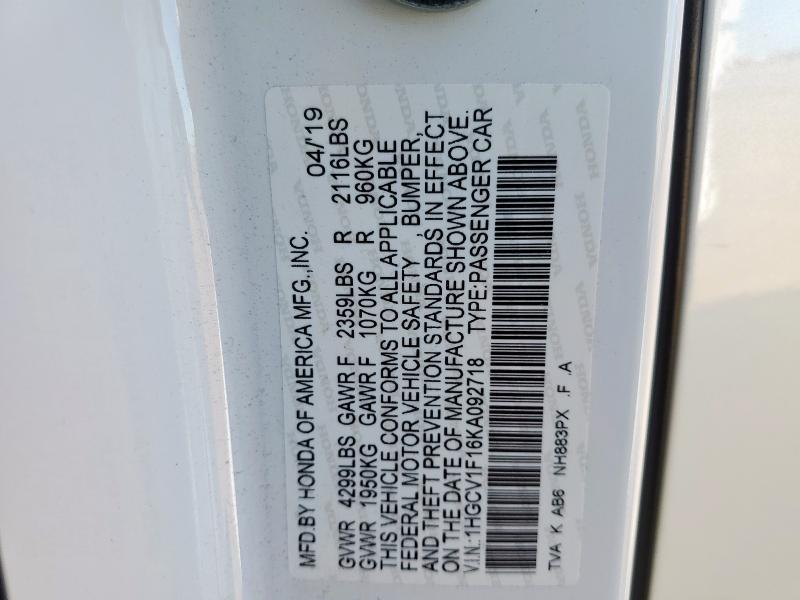 MFD.BY HONDA OF AMERICA MFG.,INC. 04/'19
GVWR 4299LBS GAWR F 2359LBS R 2116LBS
GVWR 1950KG GAWR F 1070KG R 960KG
THIS VEHICLE CONFORMS TO ALL APPLICABLE
FEDERAL MOTOR VEHICLE SAFETY , BUMPER,
AND THEFT PREVENTION STANDARDS IN EFFECT
ON THE DATE OF MANUFACTURE SHOWN ABOVE.
V.I.N.:1HGCV1F16KA092718 TYPE:PASSENGER CAR
TVA K AB6 NH883PX .F .A